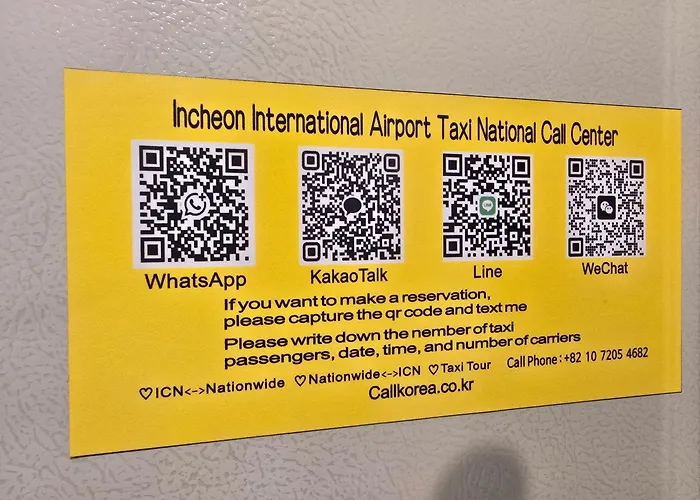 Incheon International Airport Taxi National Call Center
WhatsApp
KakaoTalk
Line
WeChat
If you want to make a reservation,
please capture the qr code and text me
Please write down the nember of taxi
passengers, date, time, and number of carriers
♡ICN<->Nationwide ♡Nationwide<->ICN ♡Taxi Tour
Call Phone : +82 10 7205 4682
Callkorea.co.kr